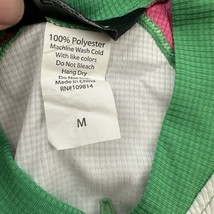 100% Polyester
Machine Wash Cold
With like colors
Do Not Bleach
Hang Dry
Made in China
RN#109814
M